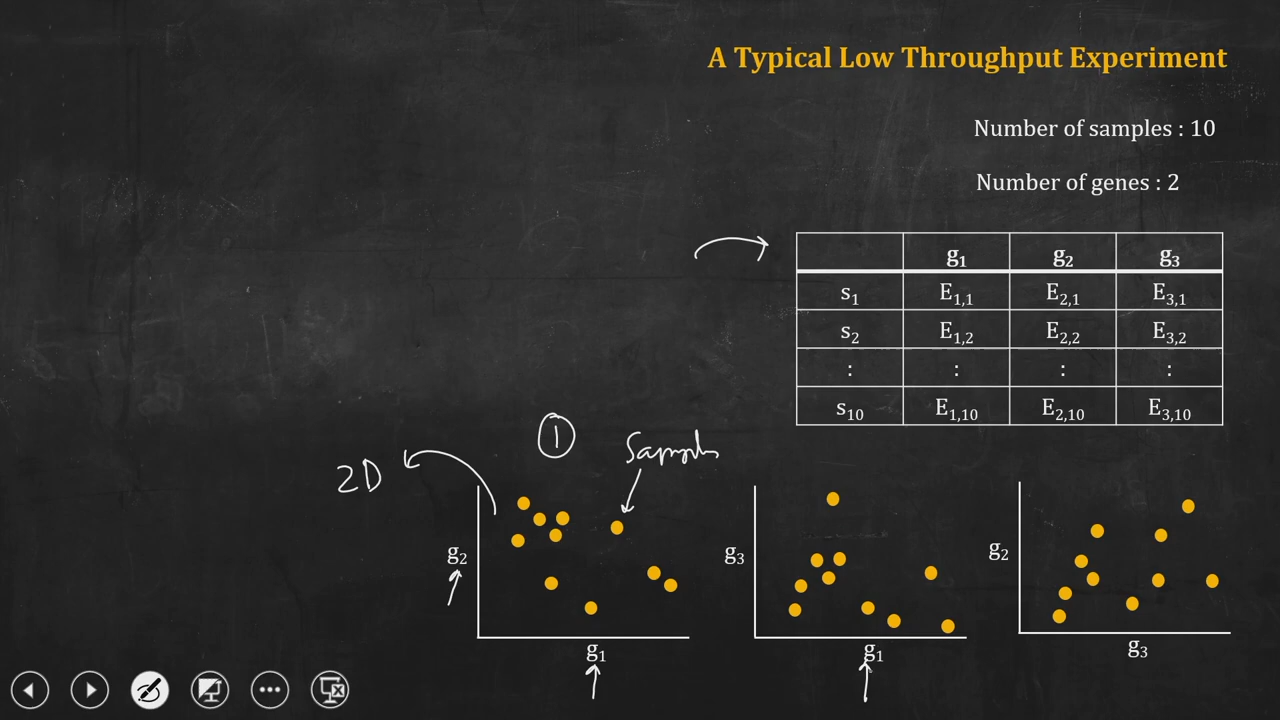 A Typical Low Throughput Experiment
Number of samples : 10
Number of genes : 2
g₁ g₂ g₃
s₁ E₁,₁ E₂,₁ E₃,₁
s₂ E₁,₂ E₂,₂ E₃,₂
: : : :
s₁₀ E₁,₁₀ E₂,₁₀ E₃,₁₀
1
Samples
2D
g₂
g₁
g₃
g₁
g₂
g₃